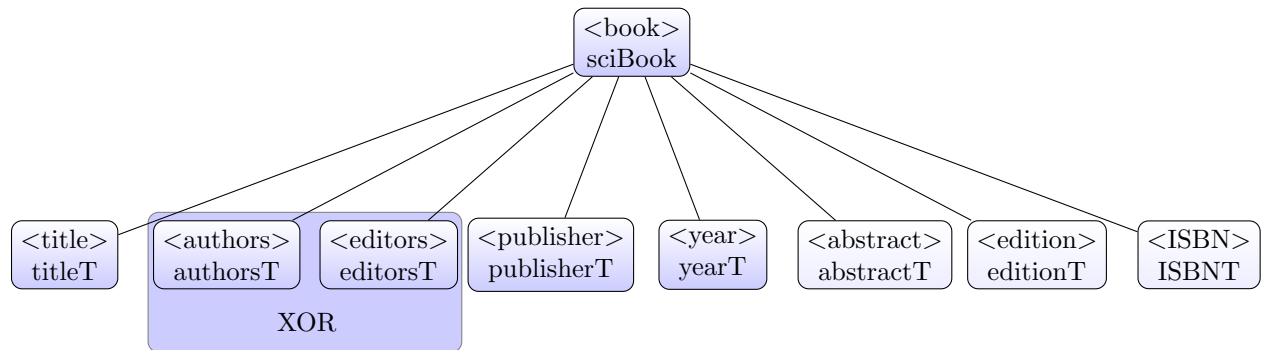 <book>
sciBook
<title>
titleT
<authors>
authorsT
<editors>
editorsT
<publisher>
publisherT
<year>
yearT
<abstract>
abstractT
<edition>
editionT
<ISBN>
ISBNT
XOR